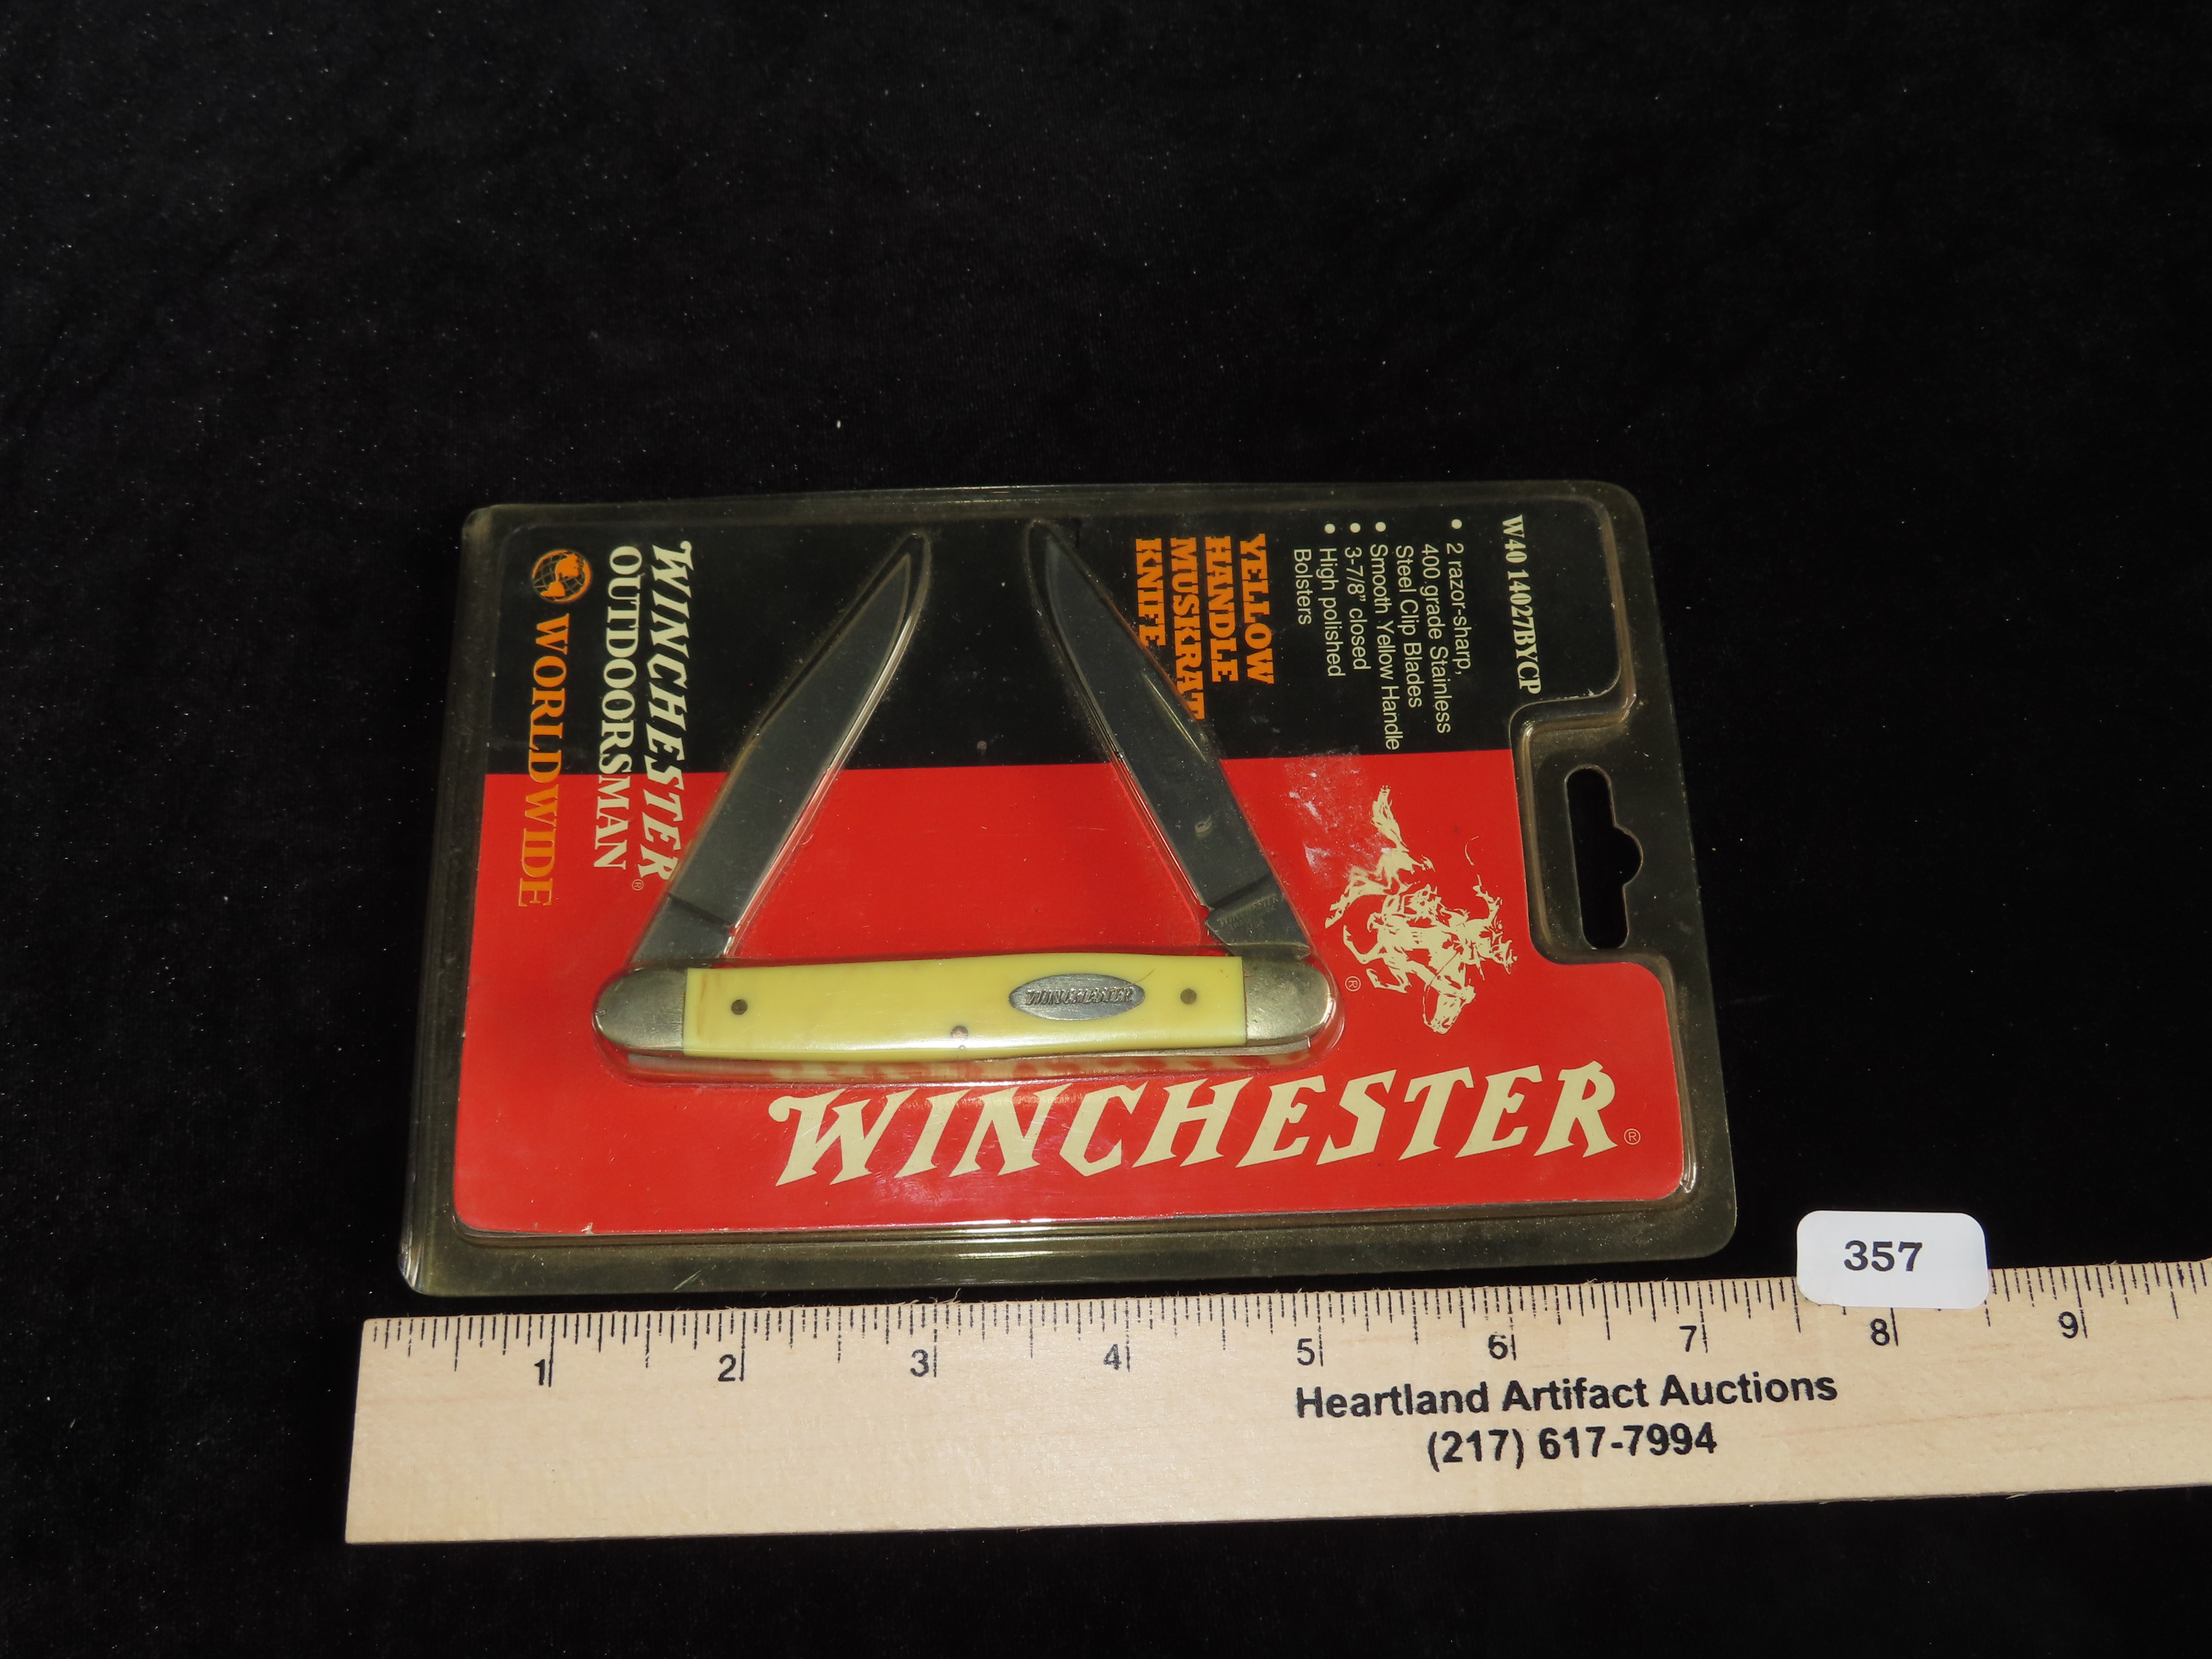 W40 14027BYCP
• 2 razor-sharp,
400 grade Stainless
Steel Clip Blades
• Smooth Yellow Handle
• 3-7/8" closed
• High polished
Bolsters
YELLOW
HANDLE
MUSKRAT
KNIFE
WINCHESTER®
OUTDOORSMAN
WORLDWIDE
®
WINCHESTER
WINCHESTER
WINCHESTER®
357
1 2 3 4 5 6 7 8 9
Heartland Artifact Auctions
(217) 617-7994